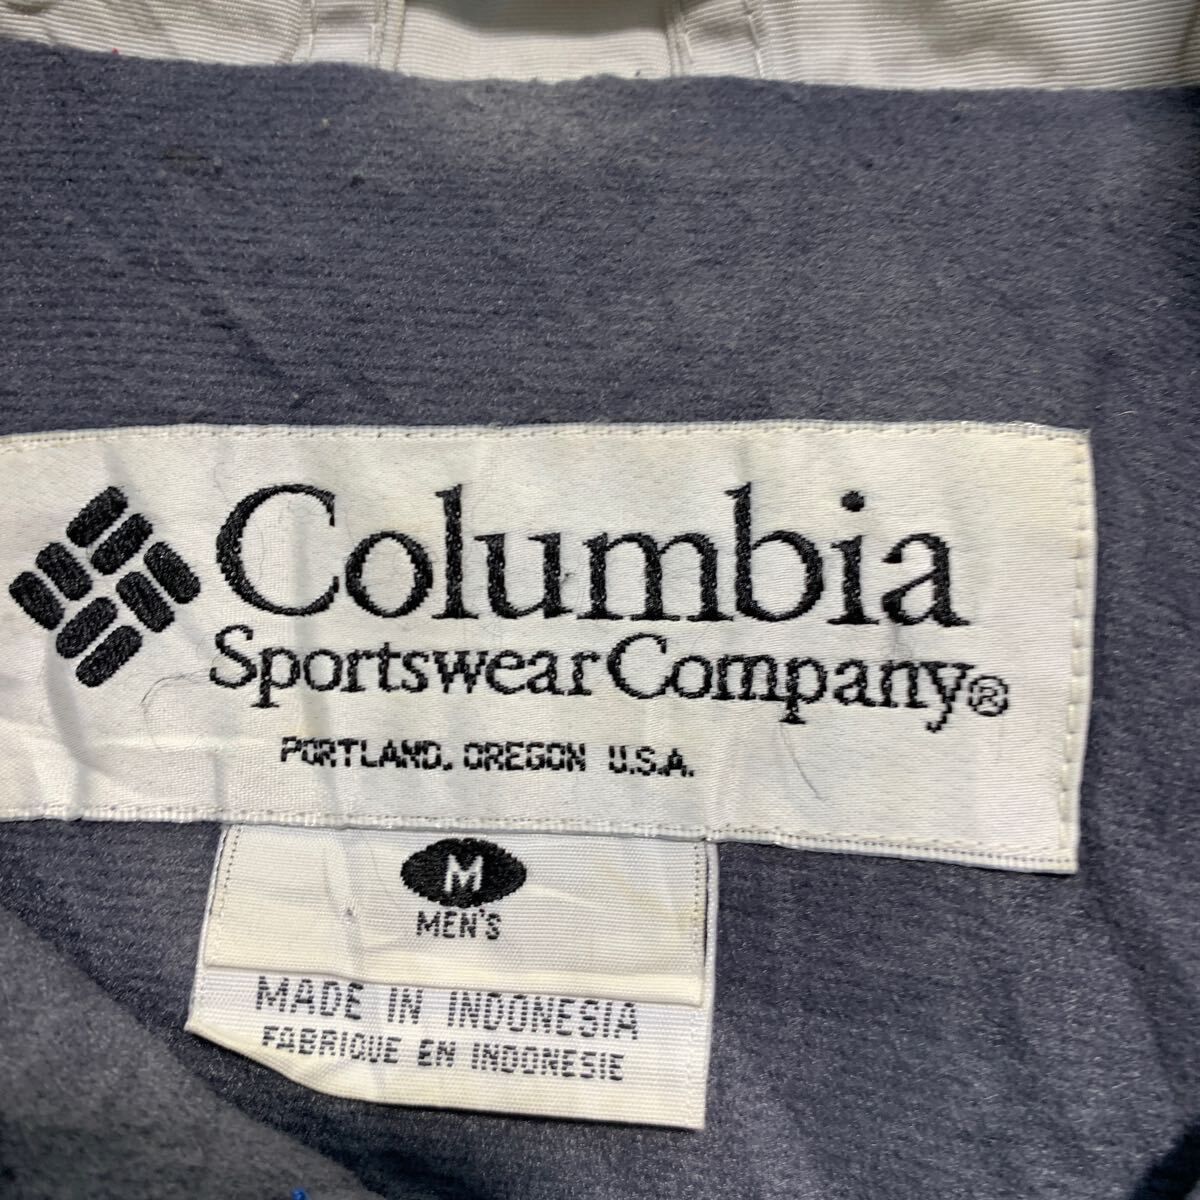 Columbia
Sportswear Company®
PORTLAND, OREGON U.S.A.
M
MEN'S
MADE IN INDONESIA
FABRIQUE EN INDONESIE